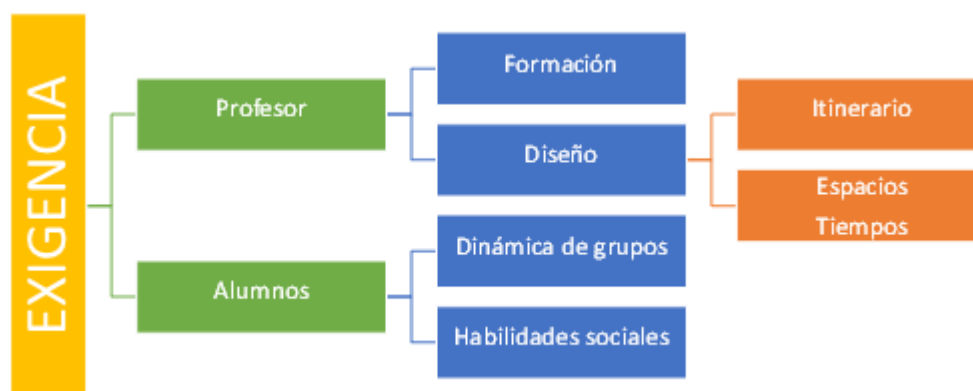 EXIGENCIA
Profesor
Formación
Diseño
Itinerario
Espacios
Tiempos
Alumnos
Dinámica de grupos
Habilidades sociales